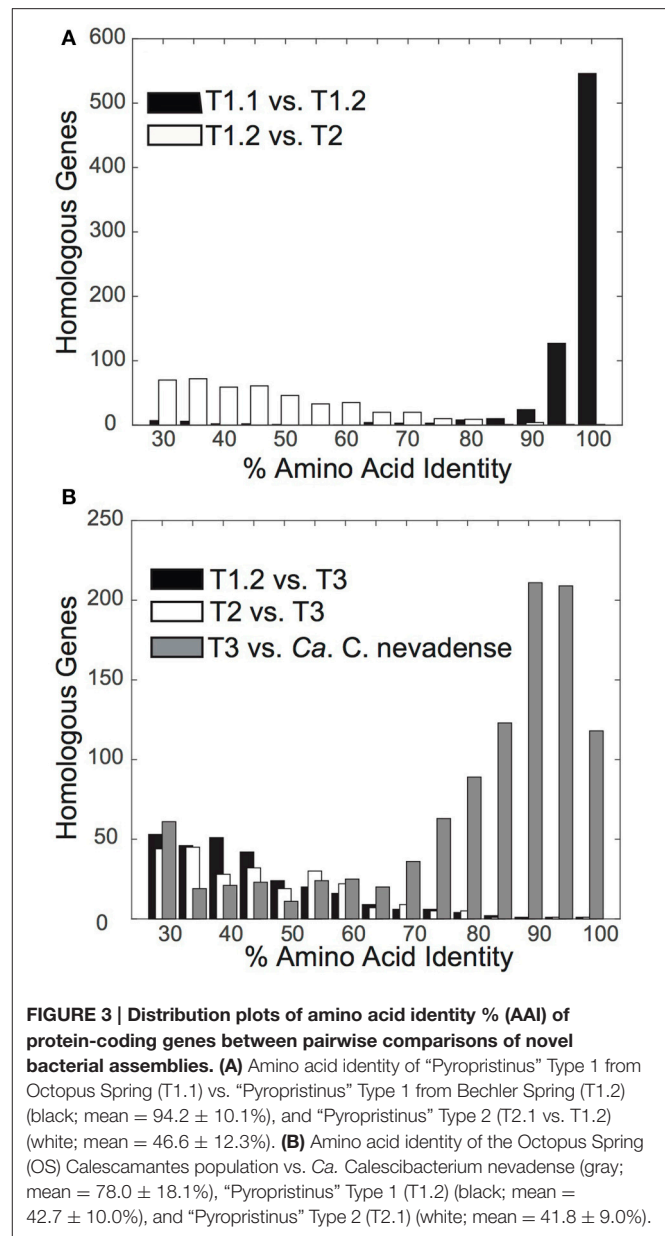 A
600
500
400
300
200
100
0
Homologous Genes
T1.1 vs. T1.2
T1.2 vs. T2
30 40 50 60 70 80 90 100
% Amino Acid Identity
B
250
200
150
100
50
0
Homologous Genes
T1.2 vs. T3
T2 vs. T3
T3 vs. Ca. C. nevadense
30 40 50 60 70 80 90 100
% Amino Acid Identity
FIGURE 3 | Distribution plots of amino acid identity % (AAI) of
protein-coding genes between pairwise comparisons of novel
bacterial assemblies. (A) Amino acid identity of “Pyropristinus” Type 1 from
Octopus Spring (T1.1) vs. “Pyropristinus” Type 1 from Bechler Spring (T1.2)
(black; mean = 94.2 ± 10.1%), and “Pyropristinus” Type 2 (T2.1 vs. T1.2)
(white; mean = 46.6 ± 12.3%). (B) Amino acid identity of the Octopus Spring
(OS) Calescamantes population vs. Ca. Calescibacterium nevadense (gray;
mean = 78.0 ± 18.1%), “Pyropristinus” Type 1 (T1.2) (black; mean =
42.7 ± 10.0%), and “Pyropristinus” Type 2 (T2.1) (white; mean = 41.8 ± 9.0%).